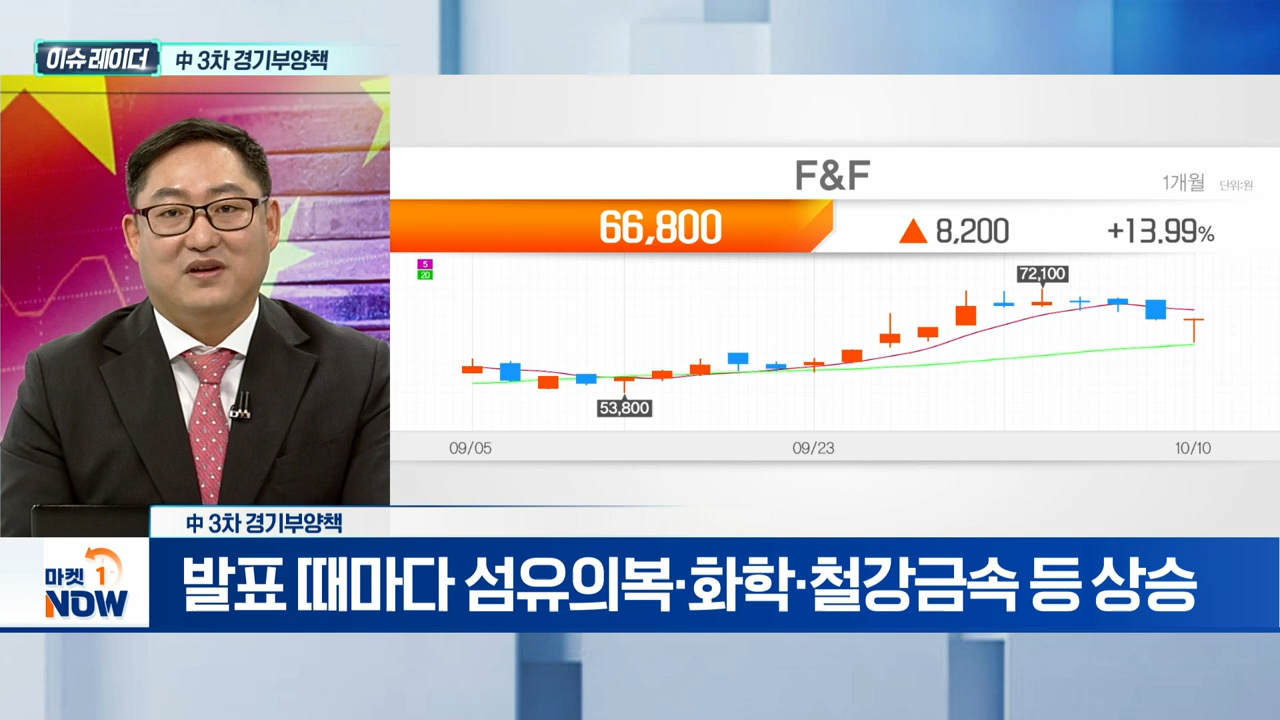 이슈 레이더
中 3차 경기부양책
F&F
1개월 단위:원
66,800 ▲ 8,200 +13.99%
5
20
72,100
53,800
09/05 09/23 10/10
中 3차 경기부양책
마켓 1
NOW
발표 때마다 섬유의복·화학·철강금속 등 상승